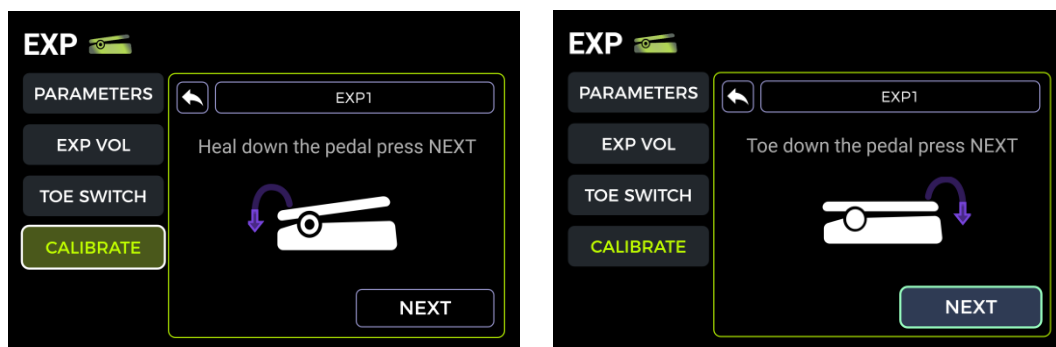 EXP
PARAMETERS
EXP VOL
TOE SWITCH
CALIBRATE
EXP1
Heal down the pedal press NEXT
NEXT
EXP
PARAMETERS
EXP VOL
TOE SWITCH
CALIBRATE
EXP1
Toe down the pedal press NEXT
NEXT